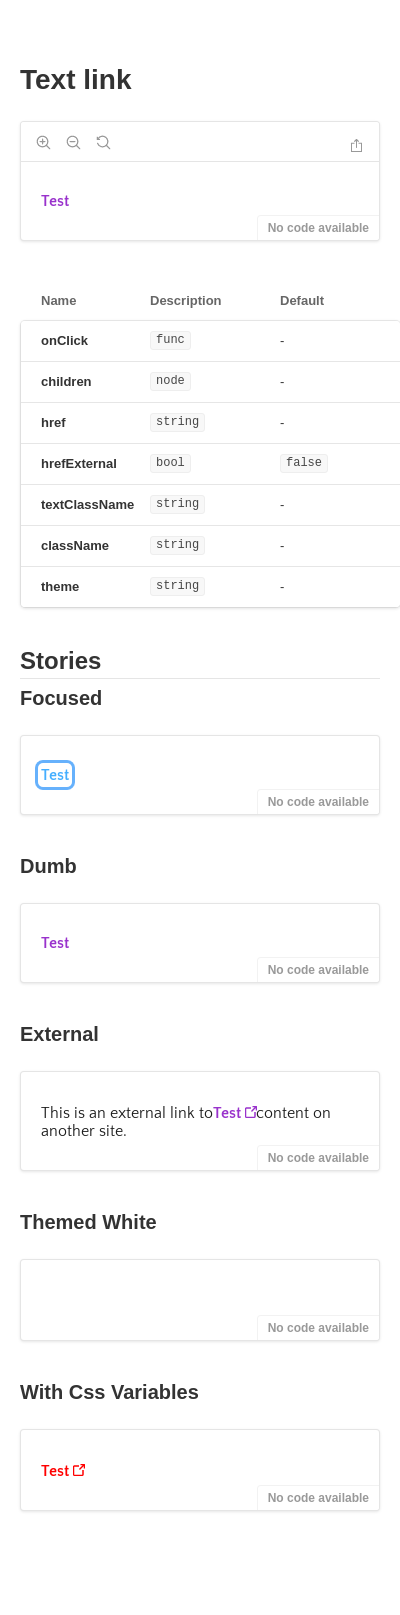 Text link
Test
No code available
Name Description Default
onClick func -
children node -
href string -
hrefExternal bool false
textClassName string -
className string -
theme string -
Stories
Focused
Test
No code available
Dumb
Test
No code available
External
This is an external link toTest content on
another site.
No code available
Themed White
No code available
With Css Variables
Test
No code available